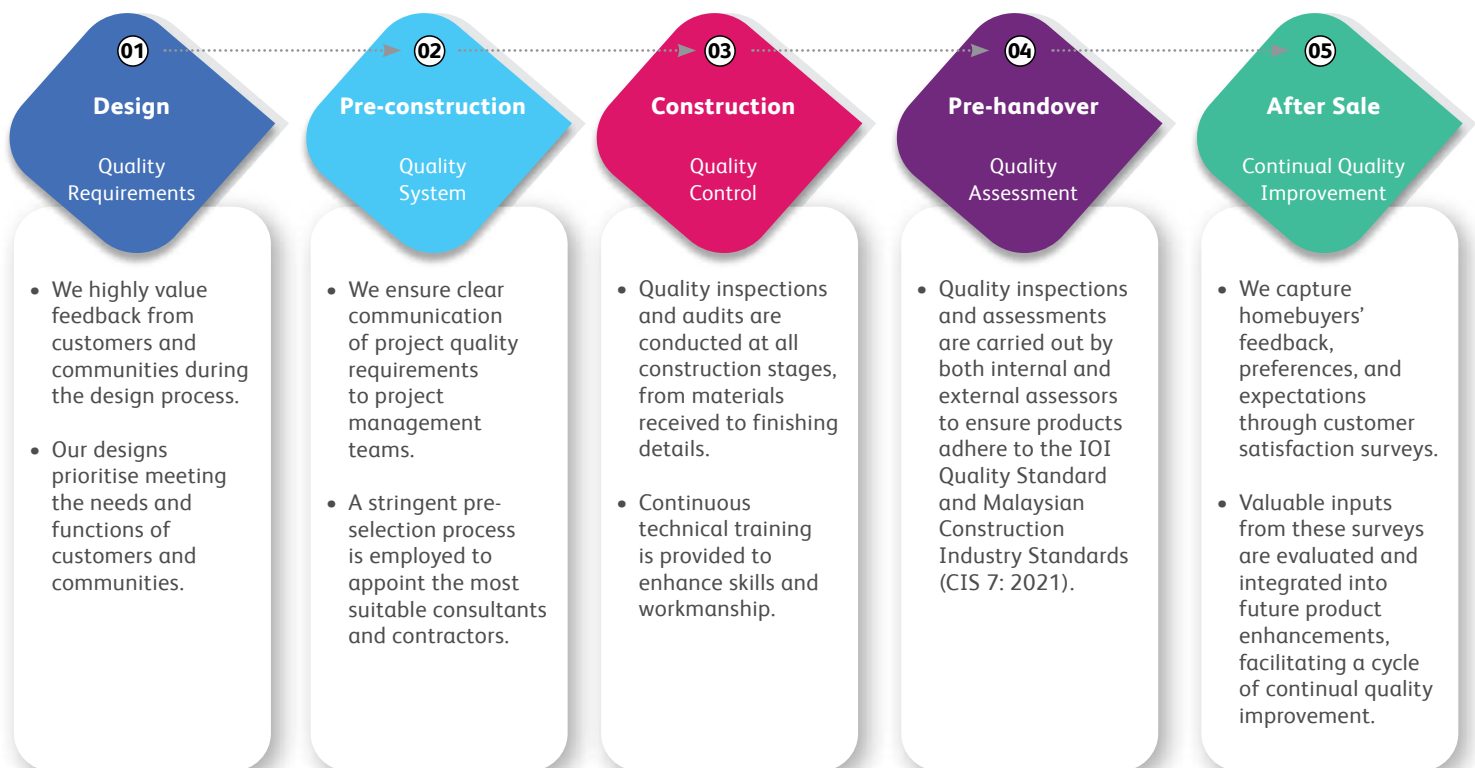 01
Design
Quality
Requirements
• We highly value
feedback from
customers and
communities during
the design process.
• Our designs
prioritise meeting
the needs and
functions of
customers and
communities.
02
Pre-construction
Quality
System
• We ensure clear
communication
of project quality
requirements
to project
management
teams.
• A stringent pre-
selection process
is employed to
appoint the most
suitable consultants
and contractors.
03
Construction
Quality
Control
• Quality inspections
and audits are
conducted at all
construction stages,
from materials
received to finishing
details.
• Continuous
technical training
is provided to
enhance skills and
workmanship.
04
Pre-handover
Quality
Assessment
• Quality inspections
and assessments
are carried out by
both internal and
external assessors
to ensure products
adhere to the IOI
Quality Standard
and Malaysian
Construction
Industry Standards
(CIS 7: 2021).
05
After Sale
Continual Quality
Improvement
• We capture
homebuyers’
feedback,
preferences, and
expectations
through customer
satisfaction surveys.
• Valuable inputs
from these surveys
are evaluated and
integrated into
future product
enhancements,
facilitating a cycle
of continual quality
improvement.